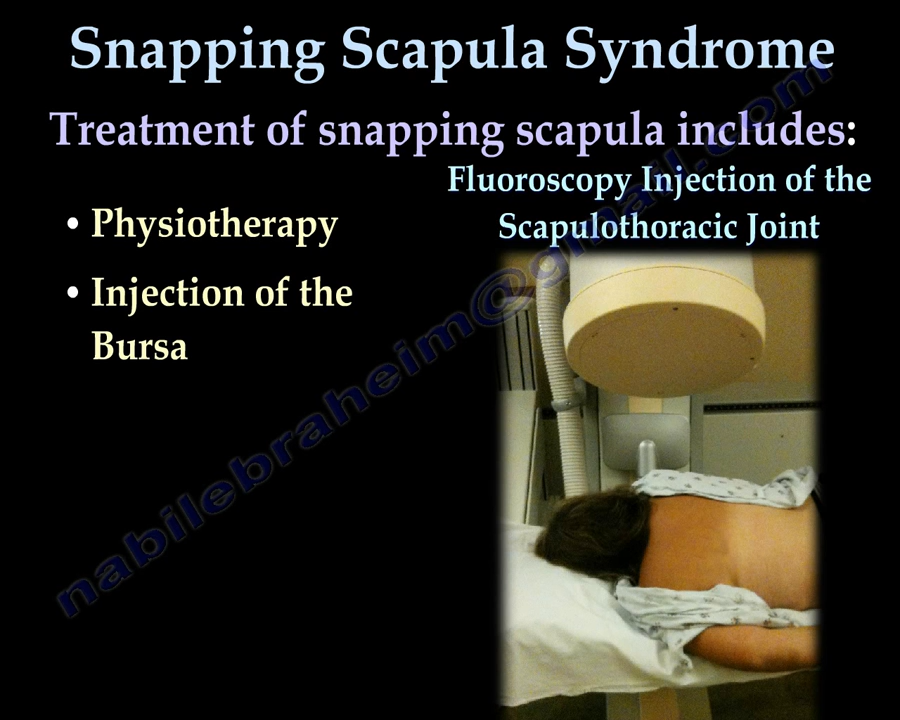 Snapping Scapula Syndrome
Treatment of snapping scapula includes:
• Physiotherapy
• Injection of the
Bursa
Fluoroscopy Injection of the
Scapulothoracic Joint
nabilebraheim@gmail.com